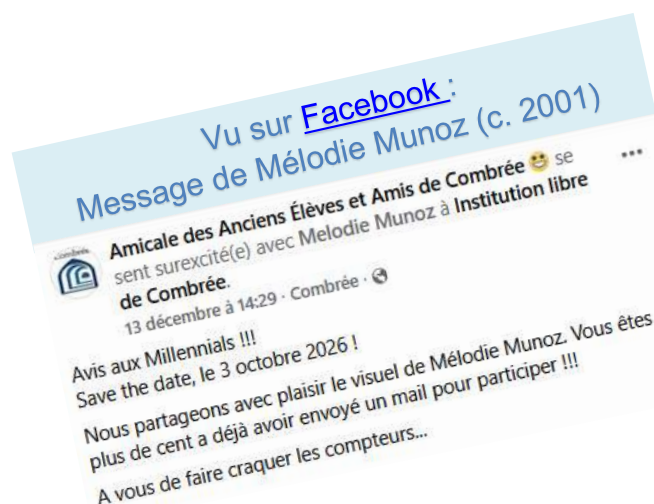 Vu sur Facebook :
Message de Mélodie Munoz (c. 2001)
Amicale des Anciens Élèves et Amis de Combrée 😀 se
sent surexcité(e) avec Melodie Munoz à Institution libre
de Combrée.
13 décembre à 14:29 · Combrée ·
Avis aux Millennials !!!
Save the date, le 3 octobre 2026 !
Nous partageons avec plaisir le visuel de Mélodie Munoz. Vous êtes
plus de cent a déjà avoir envoyé un mail pour participer !!!
A vous de faire craquer les compteurs...